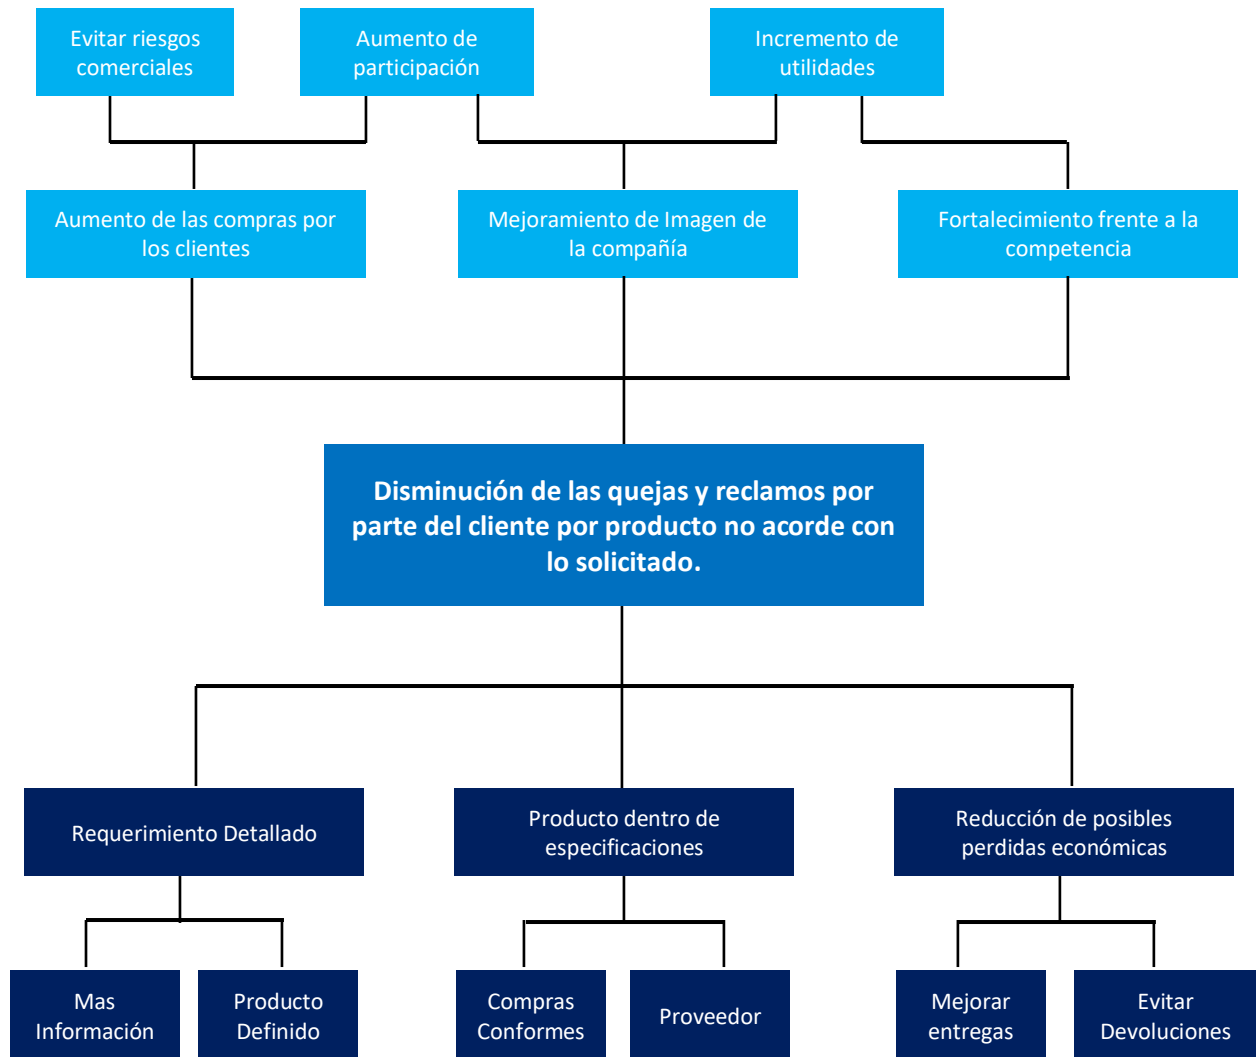 Evitar riesgos
comerciales
Aumento de
participación
Incremento de
utilidades
Aumento de las compras por
los clientes
Mejoramiento de Imagen de
la compañía
Fortalecimiento frente a la
competencia
Disminución de las quejas y reclamos por
parte del cliente por producto no acorde con
lo solicitado.
Requerimiento Detallado
Producto dentro de
especificaciones
Reducción de posibles
perdidas económicas
Mas
Información
Producto
Definido
Compras
Conformes
Proveedor
Mejorar
entregas
Evitar
Devoluciones